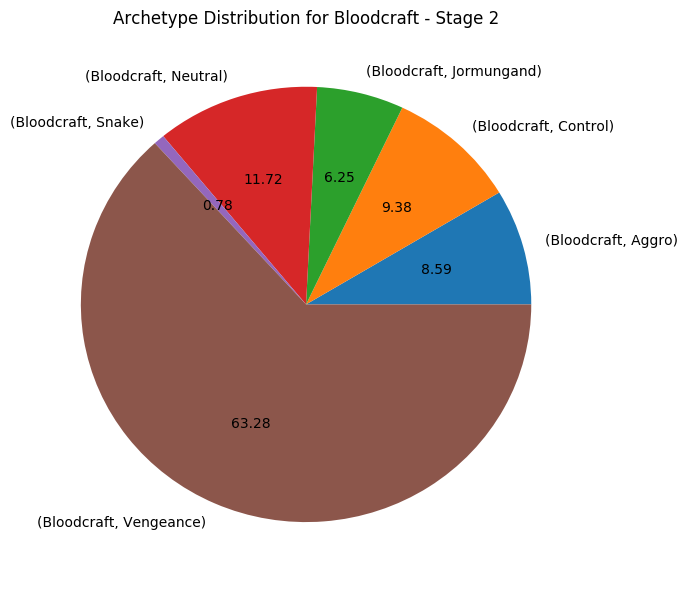 Archetype Distribution for Bloodcraft - Stage 2
(Bloodcraft, Jormungand)
(Bloodcraft, Neutral)
(Bloodcraft, Snake)
(Bloodcraft, Control)
6.25
11.72
0.78
9.38
(Bloodcraft, Aggro)
8.59
63.28
(Bloodcraft, Vengeance)